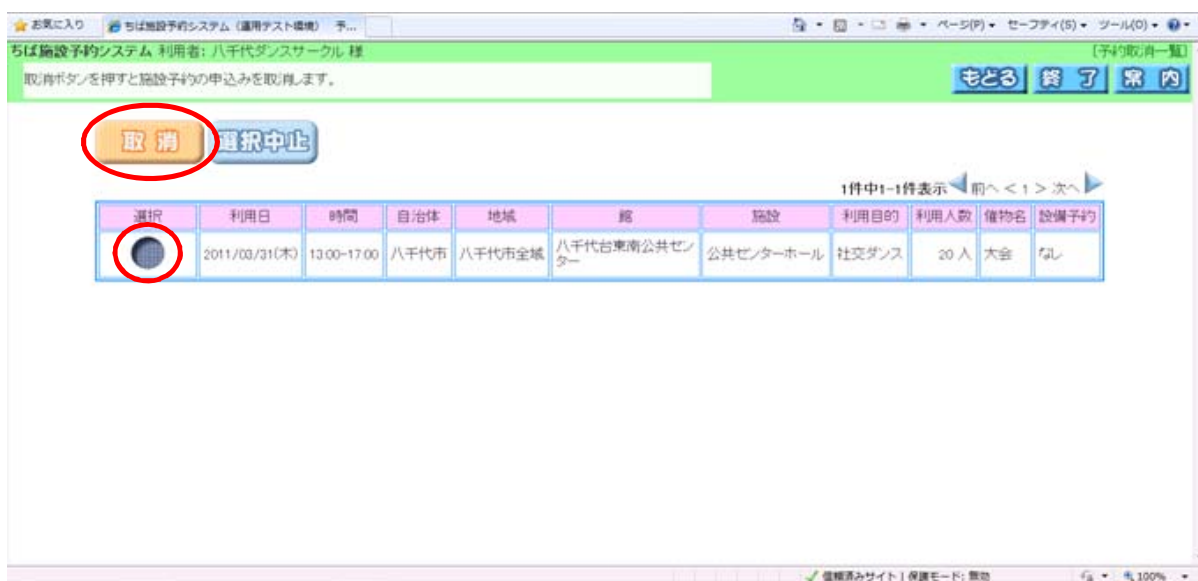 お気に入り ちば施設予約システム（運用テスト環境） 予... ページ(P) セーフティ(S) ツール(O)
ちば施設予約システム 利用者: 八千代ダンスサークル 様 [予約取消一覧]
取消ボタンを押すと施設予約の申込みを取消します。 もどる 終了 案内
取消 選択中止
1件中1-1件表示 前へ < 1 > 次へ
選択 利用日 時間 自治体 地域 館 施設 利用目的 利用人数 催物名 設備予約
2011/03/31(木) 13:00-17:00 八千代市 八千代市全域 八千代台東南公共セン 公共センターホール 社交ダンス 20 人 大会 なし
ター
信頼済みサイト | 保護モード: 無効 100%